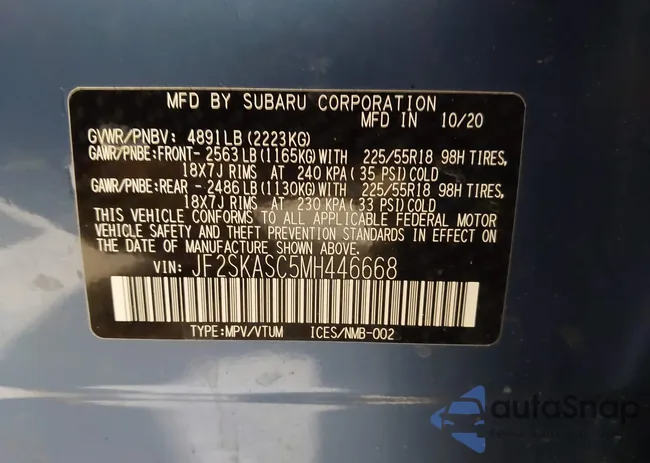 MFD BY SUBARU CORPORATION
MFD IN 10/20
GVWR/PNBV: 4891LB (2223KG)
GAWR/PNBE: FRONT- 2563LB (1165KG) WITH 225/55R18 98H TIRES,
18X7J RIMS AT 240 KPA (35 PSI) COLD
GAWR/PNBE: REAR - 2486LB (1130KG) WITH 225/55R18 98H TIRES,
18X7J RIMS AT 230 KPA (33 PSI) COLD
THIS VEHICLE CONFORMS TO ALL APPLICABLE FEDERAL MOTOR
VEHICLE SAFETY AND THEFT PREVENTION STANDARDS IN EFFECT ON
THE DATE OF MANUFACTURE SHOWN ABOVE.
VIN: JF2SKASC5MH446668
TYPE:MPV/VTUM ICES/NMB-002
autoSnap